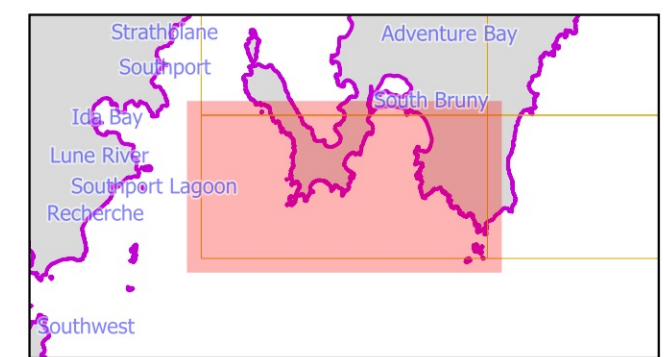 Strathblane
Adventure Bay
Southport
South Bruny
Ida Bay
Lune River
Southport Lagoon
Recherche
Southwest